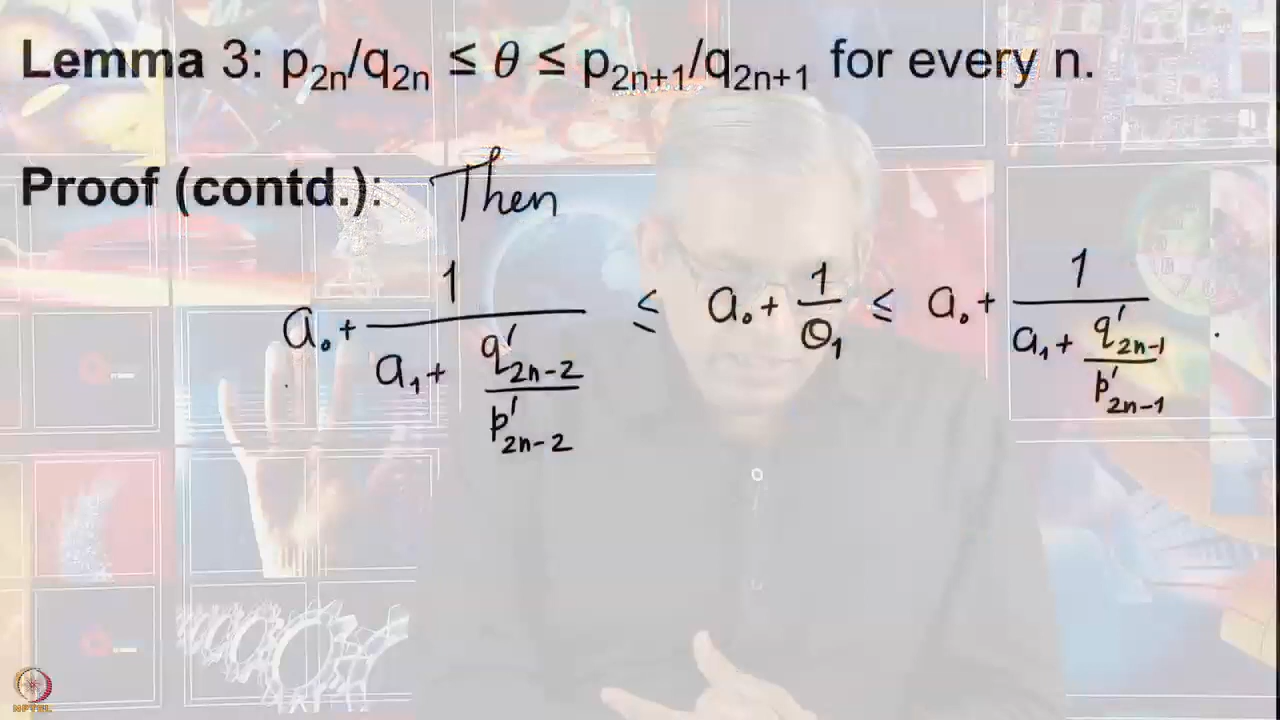 Lemma 3: p₂ₙ/q₂ₙ ≤ θ ≤ p₂ₙ₊₁/q₂ₙ₊₁ for every n.
Proof (contd.): Then
a₀ + 1/(a₁ + q′₂ₙ₋₂/p′₂ₙ₋₂) ≤ a₀ + 1/θ₁ ≤ a₀ + 1/(a₁ + q′₂ₙ₋₁/p′₂ₙ₋₁) .
NPTEL